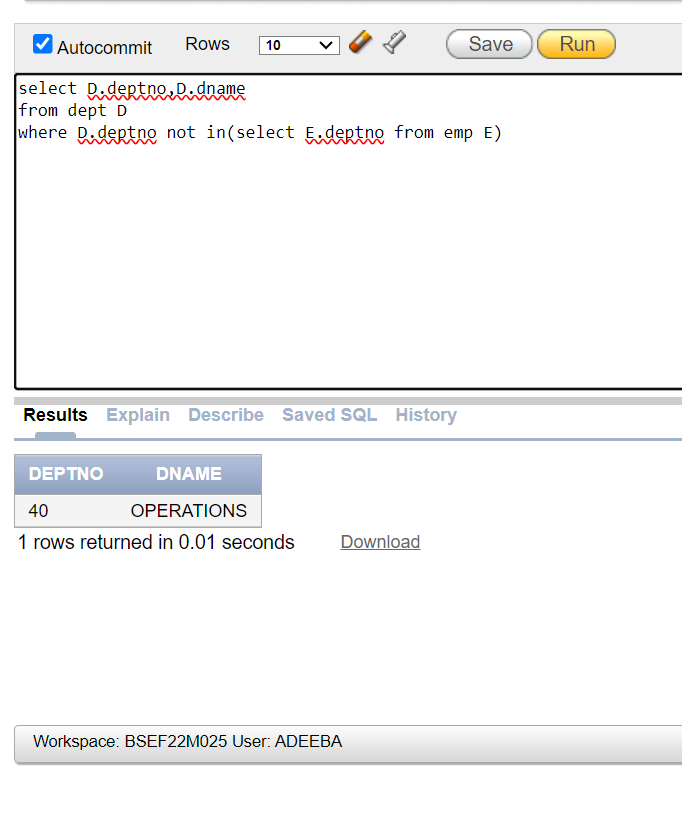 Autocommit Rows 10 Save Run
select D.deptno,D.dname
from dept D
where D.deptno not in(select E.deptno from emp E)
Results Explain Describe Saved SQL History
DEPTNO DNAME
40 OPERATIONS
1 rows returned in 0.01 seconds Download
Workspace: BSEF22M025 User: ADEEBA